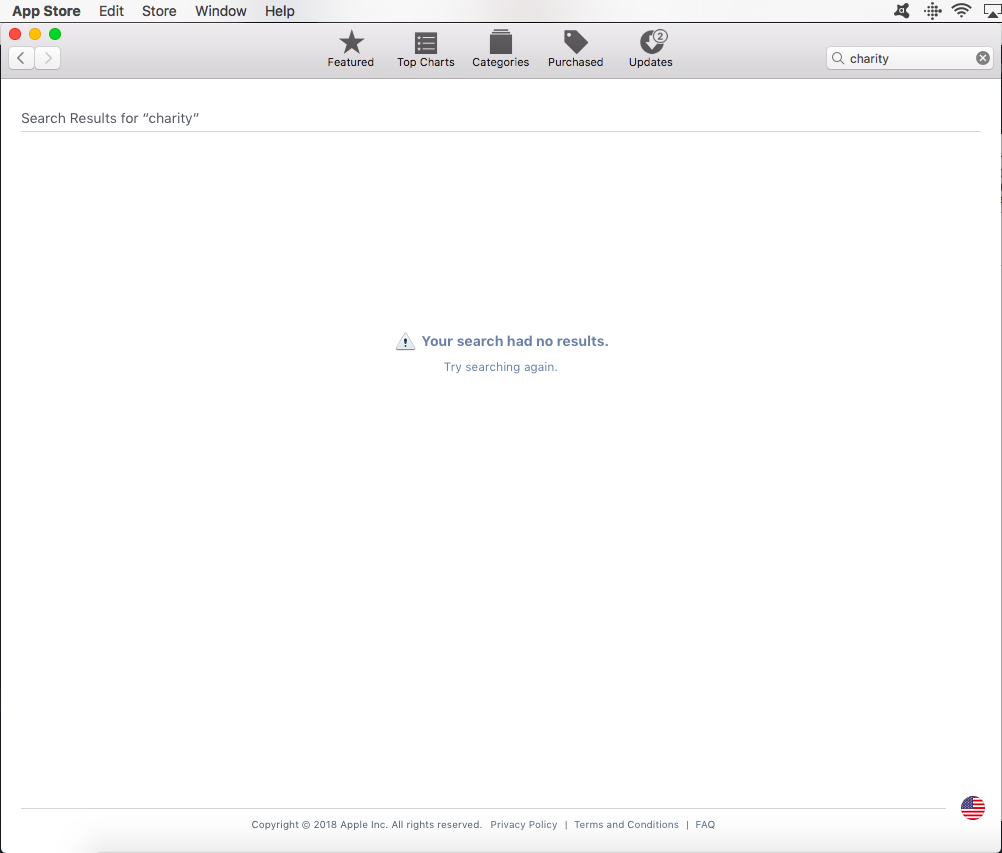 App Store Edit Store Window Help
Featured Top Charts Categories Purchased Updates 2
charity
Search Results for “charity”
Your search had no results.
Try searching again.
Copyright © 2018 Apple Inc. All rights reserved. Privacy Policy | Terms and Conditions | FAQ